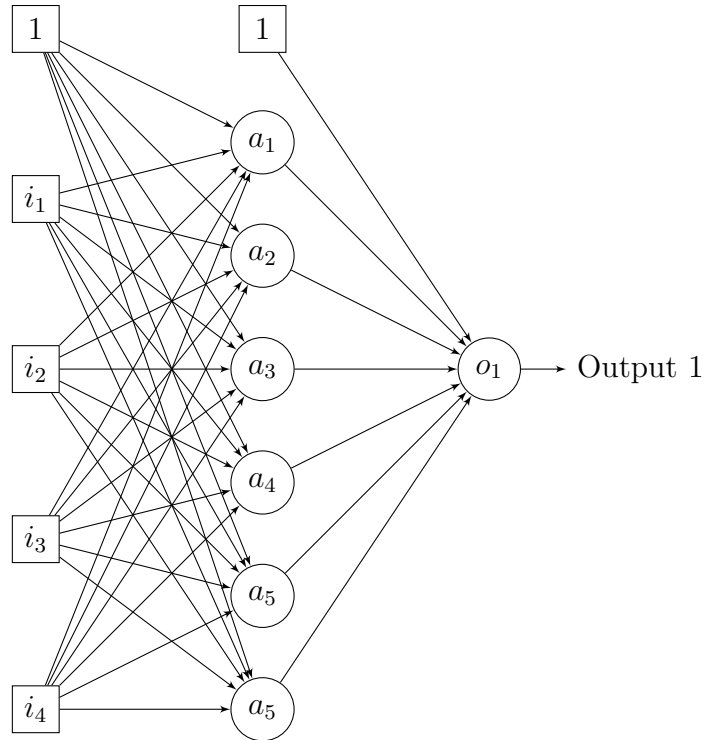 1
1
a₁
i₁
a₂
i₂
a₃
o₁
Output 1
a₄
i₃
a₅
i₄
a₅